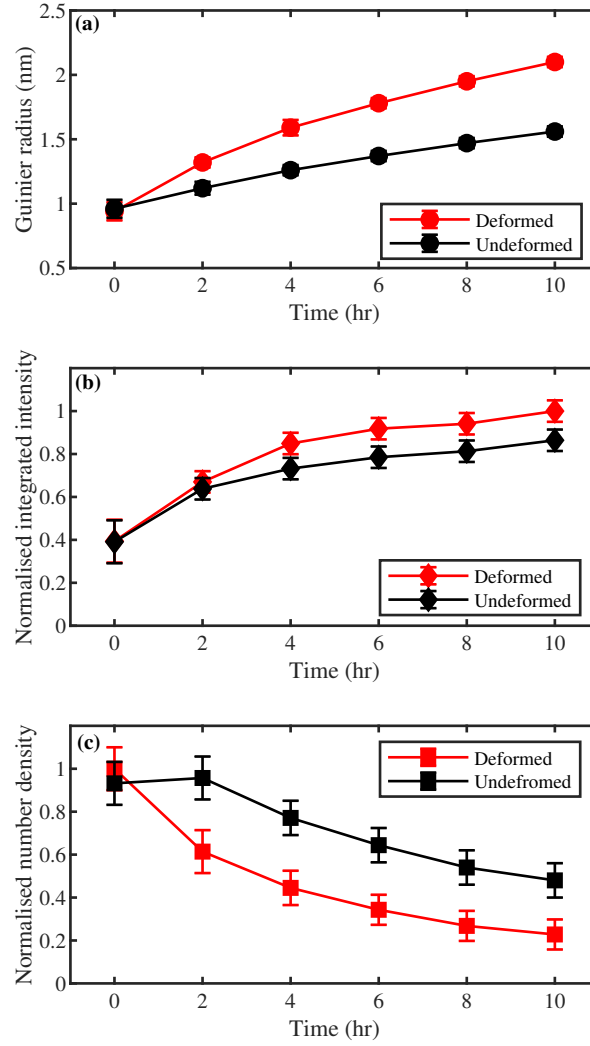 (a)
Guinier radius (nm)
2.5
2
1.5
1
0.5
Deformed
Undeformed
0 2 4 6 8 10
Time (hr)
(b)
Normalised integrated intensity
1
0.8
0.6
0.4
0.2
0
Deformed
Undeformed
0 2 4 6 8 10
Time (hr)
(c)
Normalised number density
1
0.8
0.6
0.4
0.2
0
Deformed
Undefromed
0 2 4 6 8 10
Time (hr)